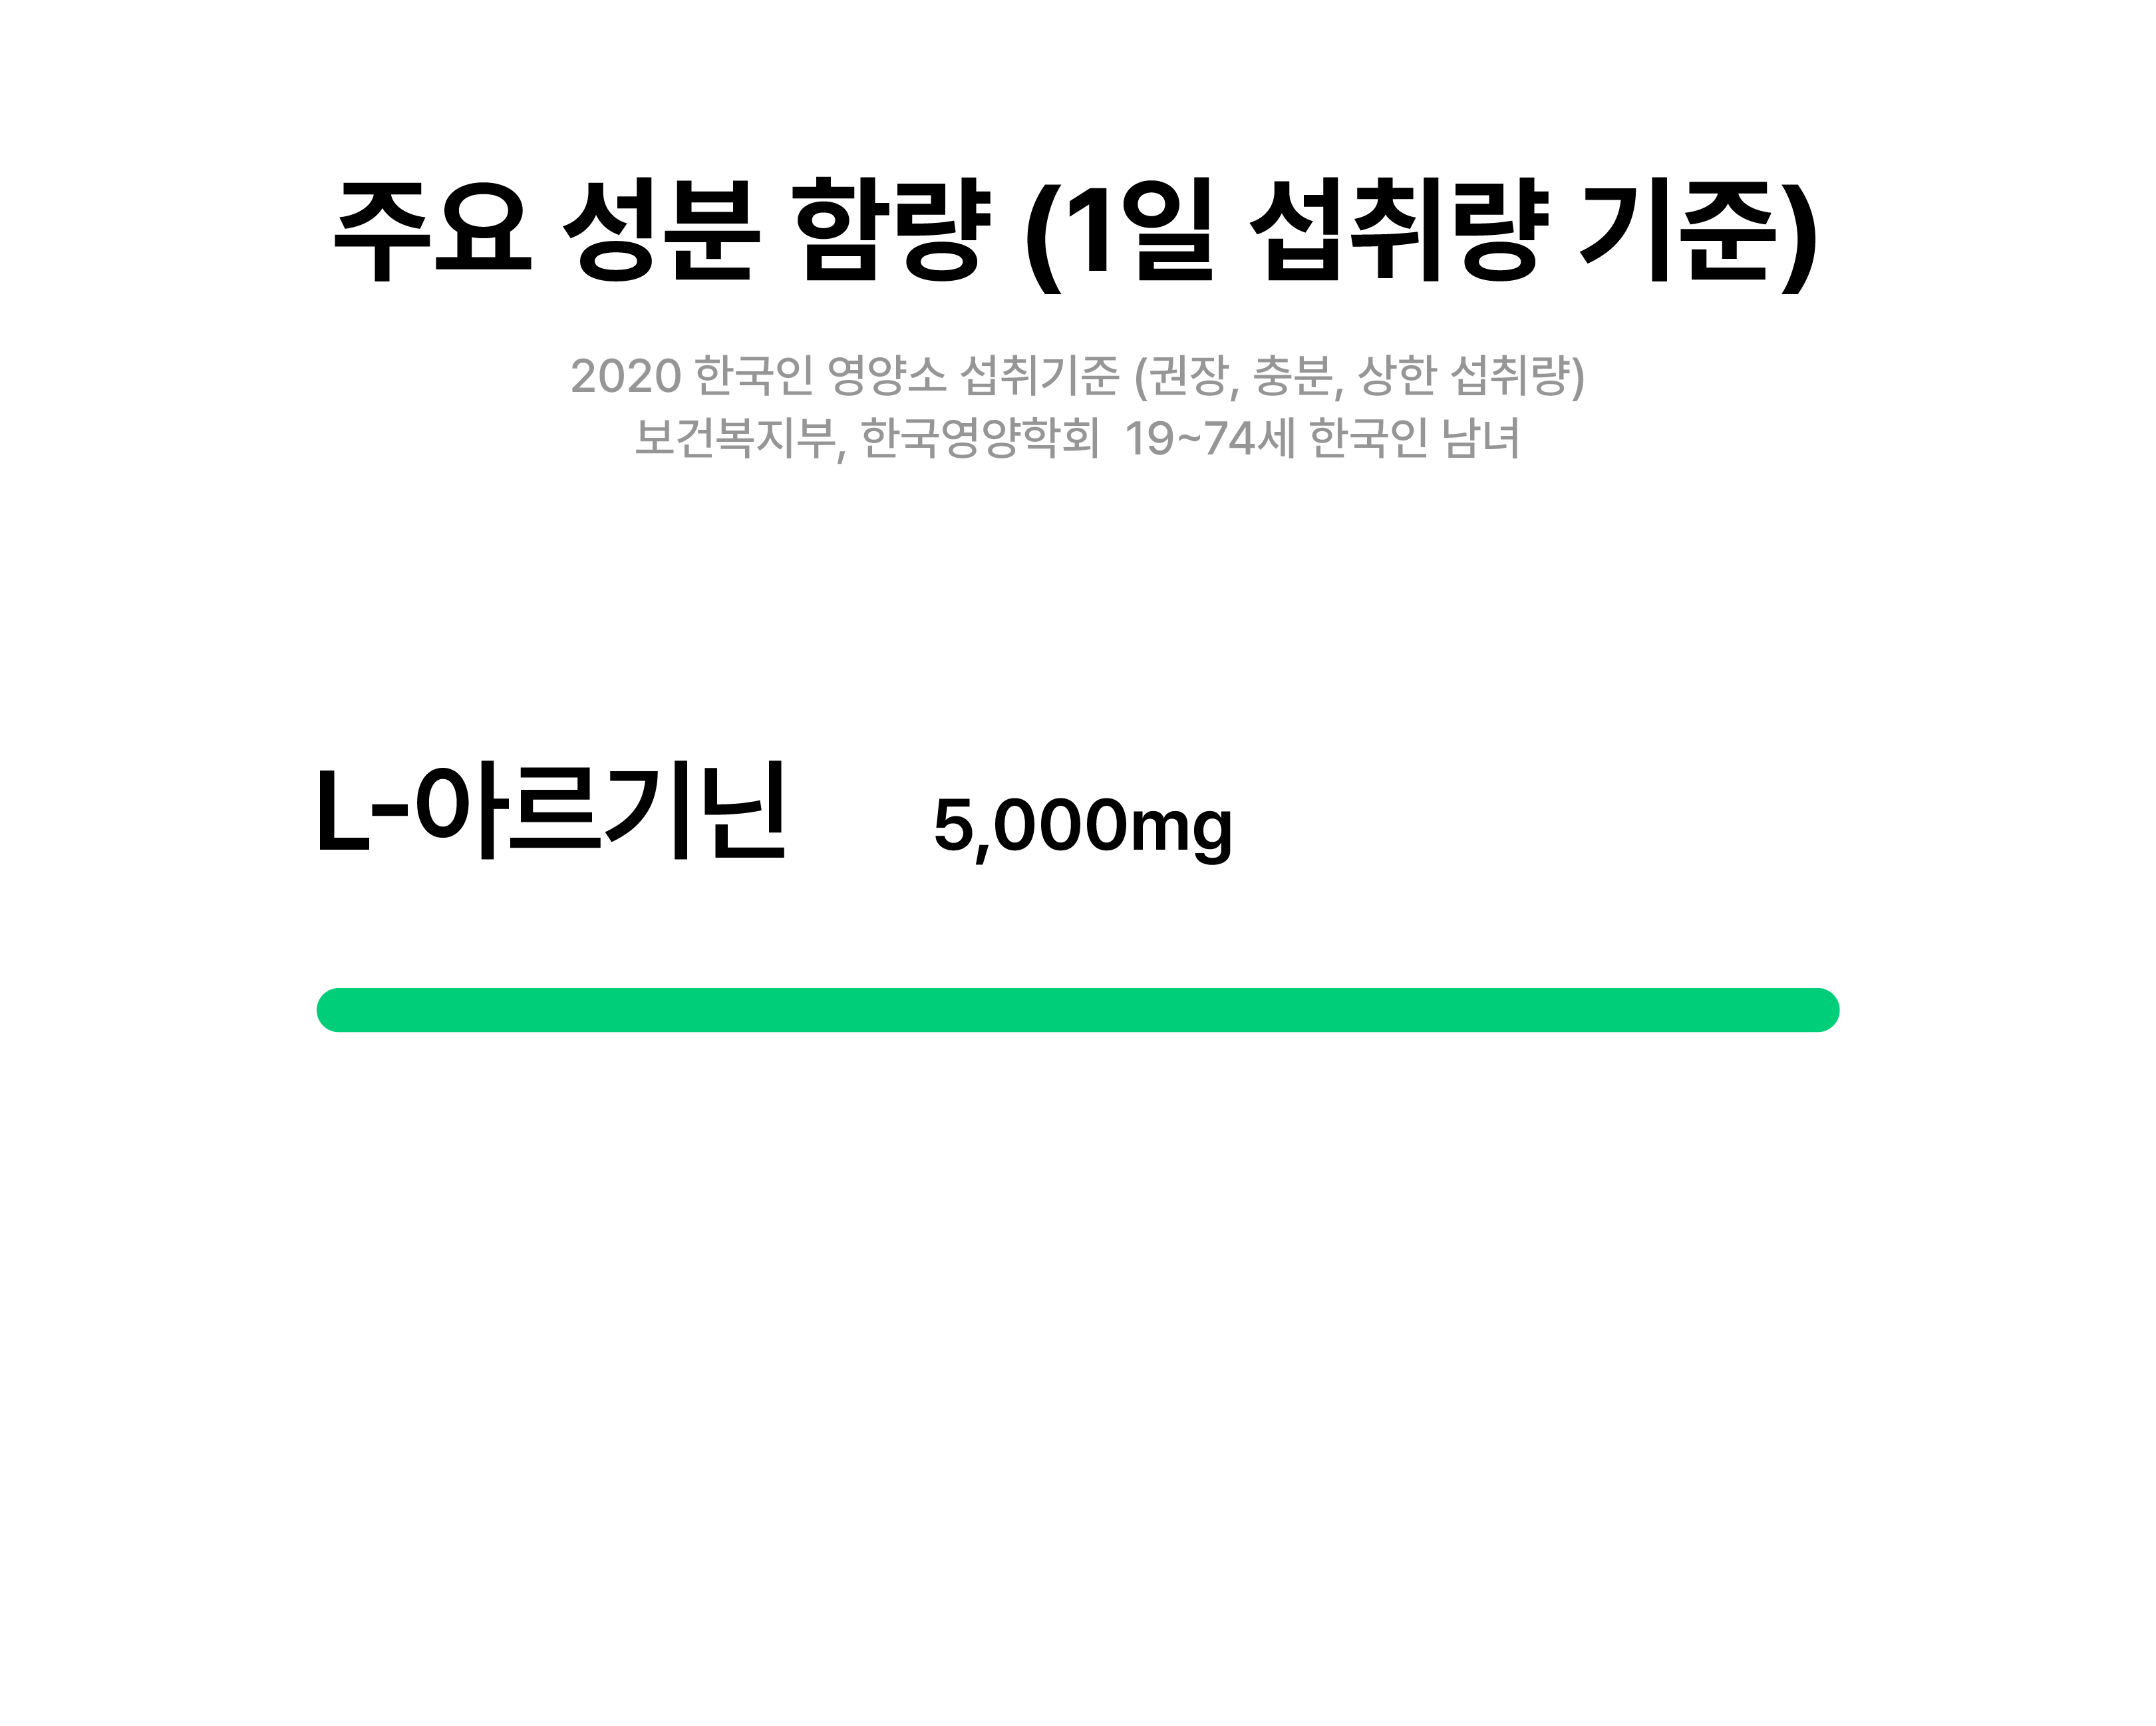 주요 성분 함량 (1일 섭취량 기준)
2020 한국인 영양소 섭취기준 (권장, 충분, 상한 섭취량)
보건복지부, 한국영양학회 19~74세 한국인 남녀
L-아르기닌 5,000mg